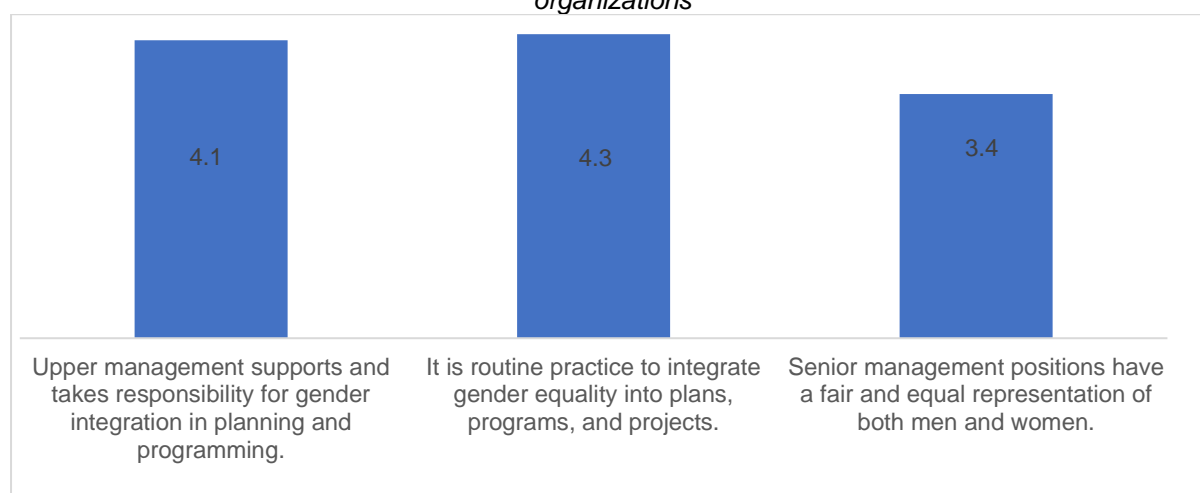 organizations
4.1
4.3
3.4
Upper management supports and
takes responsibility for gender
integration in planning and
programming.
It is routine practice to integrate
gender equality into plans,
programs, and projects.
Senior management positions have
a fair and equal representation of
both men and women.